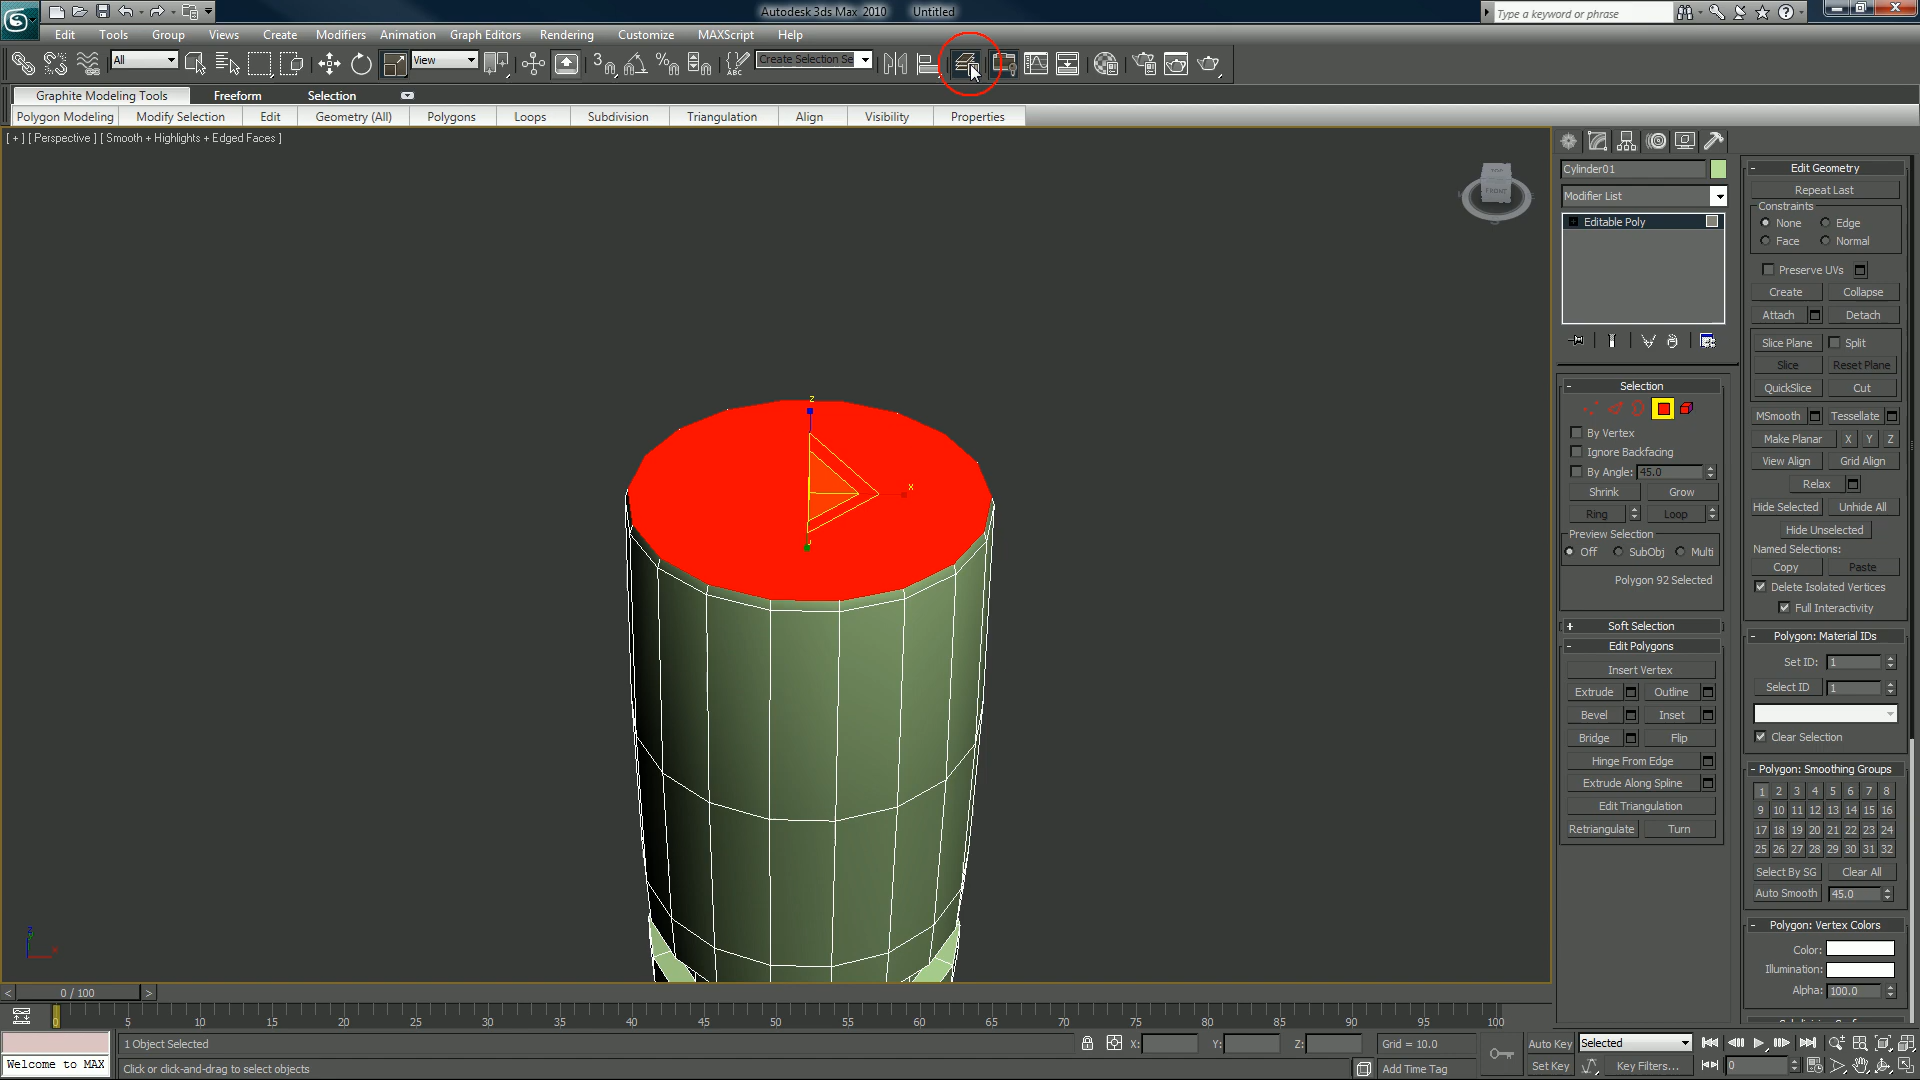 Autodesk 3ds Max 2010 Untitled
Type a keyword or phrase
Edit Tools Group Views Create Modifiers Animation Graph Editors Rendering Customize MAXScript Help
All View Create Selection Se
Graphite Modeling Tools Freeform Selection
Polygon Modeling Modify Selection Edit Geometry (All) Polygons Loops Subdivision Triangulation Align Visibility Properties
[ + ] [ Perspective ] [ Smooth + Highlights + Edged Faces ]
TOP
FRONT
z
x
Cylinder01
Modifier List
Editable Poly
Selection
By Vertex
Ignore Backfacing
By Angle: 45.0
Shrink Grow
Ring Loop
Preview Selection
Off SubObj Multi
Polygon 92 Selected
+ Soft Selection
- Edit Polygons
Insert Vertex
Extrude Outline
Bevel Inset
Bridge Flip
Hinge From Edge
Extrude Along Spline
Edit Triangulation
Retriangulate Turn
- Edit Geometry
Repeat Last
Constraints
None Edge
Face Normal
Preserve UVs
Create Collapse
Attach Detach
Slice Plane Split
Slice Reset Plane
QuickSlice Cut
MSmooth Tessellate
Make Planar X Y Z
View Align Grid Align
Relax
Hide Selected Unhide All
Hide Unselected
Named Selections:
Copy Paste
Delete Isolated Vertices
Full Interactivity
- Polygon: Material IDs
Set ID: 1
Select ID 1
Clear Selection
- Polygon: Smoothing Groups
1 2 3 4 5 6 7 8
9 10 11 12 13 14 15 16
17 18 19 20 21 22 23 24
25 26 27 28 29 30 31 32
Select By SG Clear All
Auto Smooth 45.0
- Polygon: Vertex Colors
Color:
Illumination:
Alpha: 100.0
< 0 / 100 >
0 5 10 15 20 25 30 35 40 45 50 55 60 65 70 75 80 85 90 95 100
1 Object Selected X: Y: Z: Grid = 10.0 Auto Key Selected
Welcome to MAX Click or click-and-drag to select objects Add Time Tag Set Key Key Filters... 0